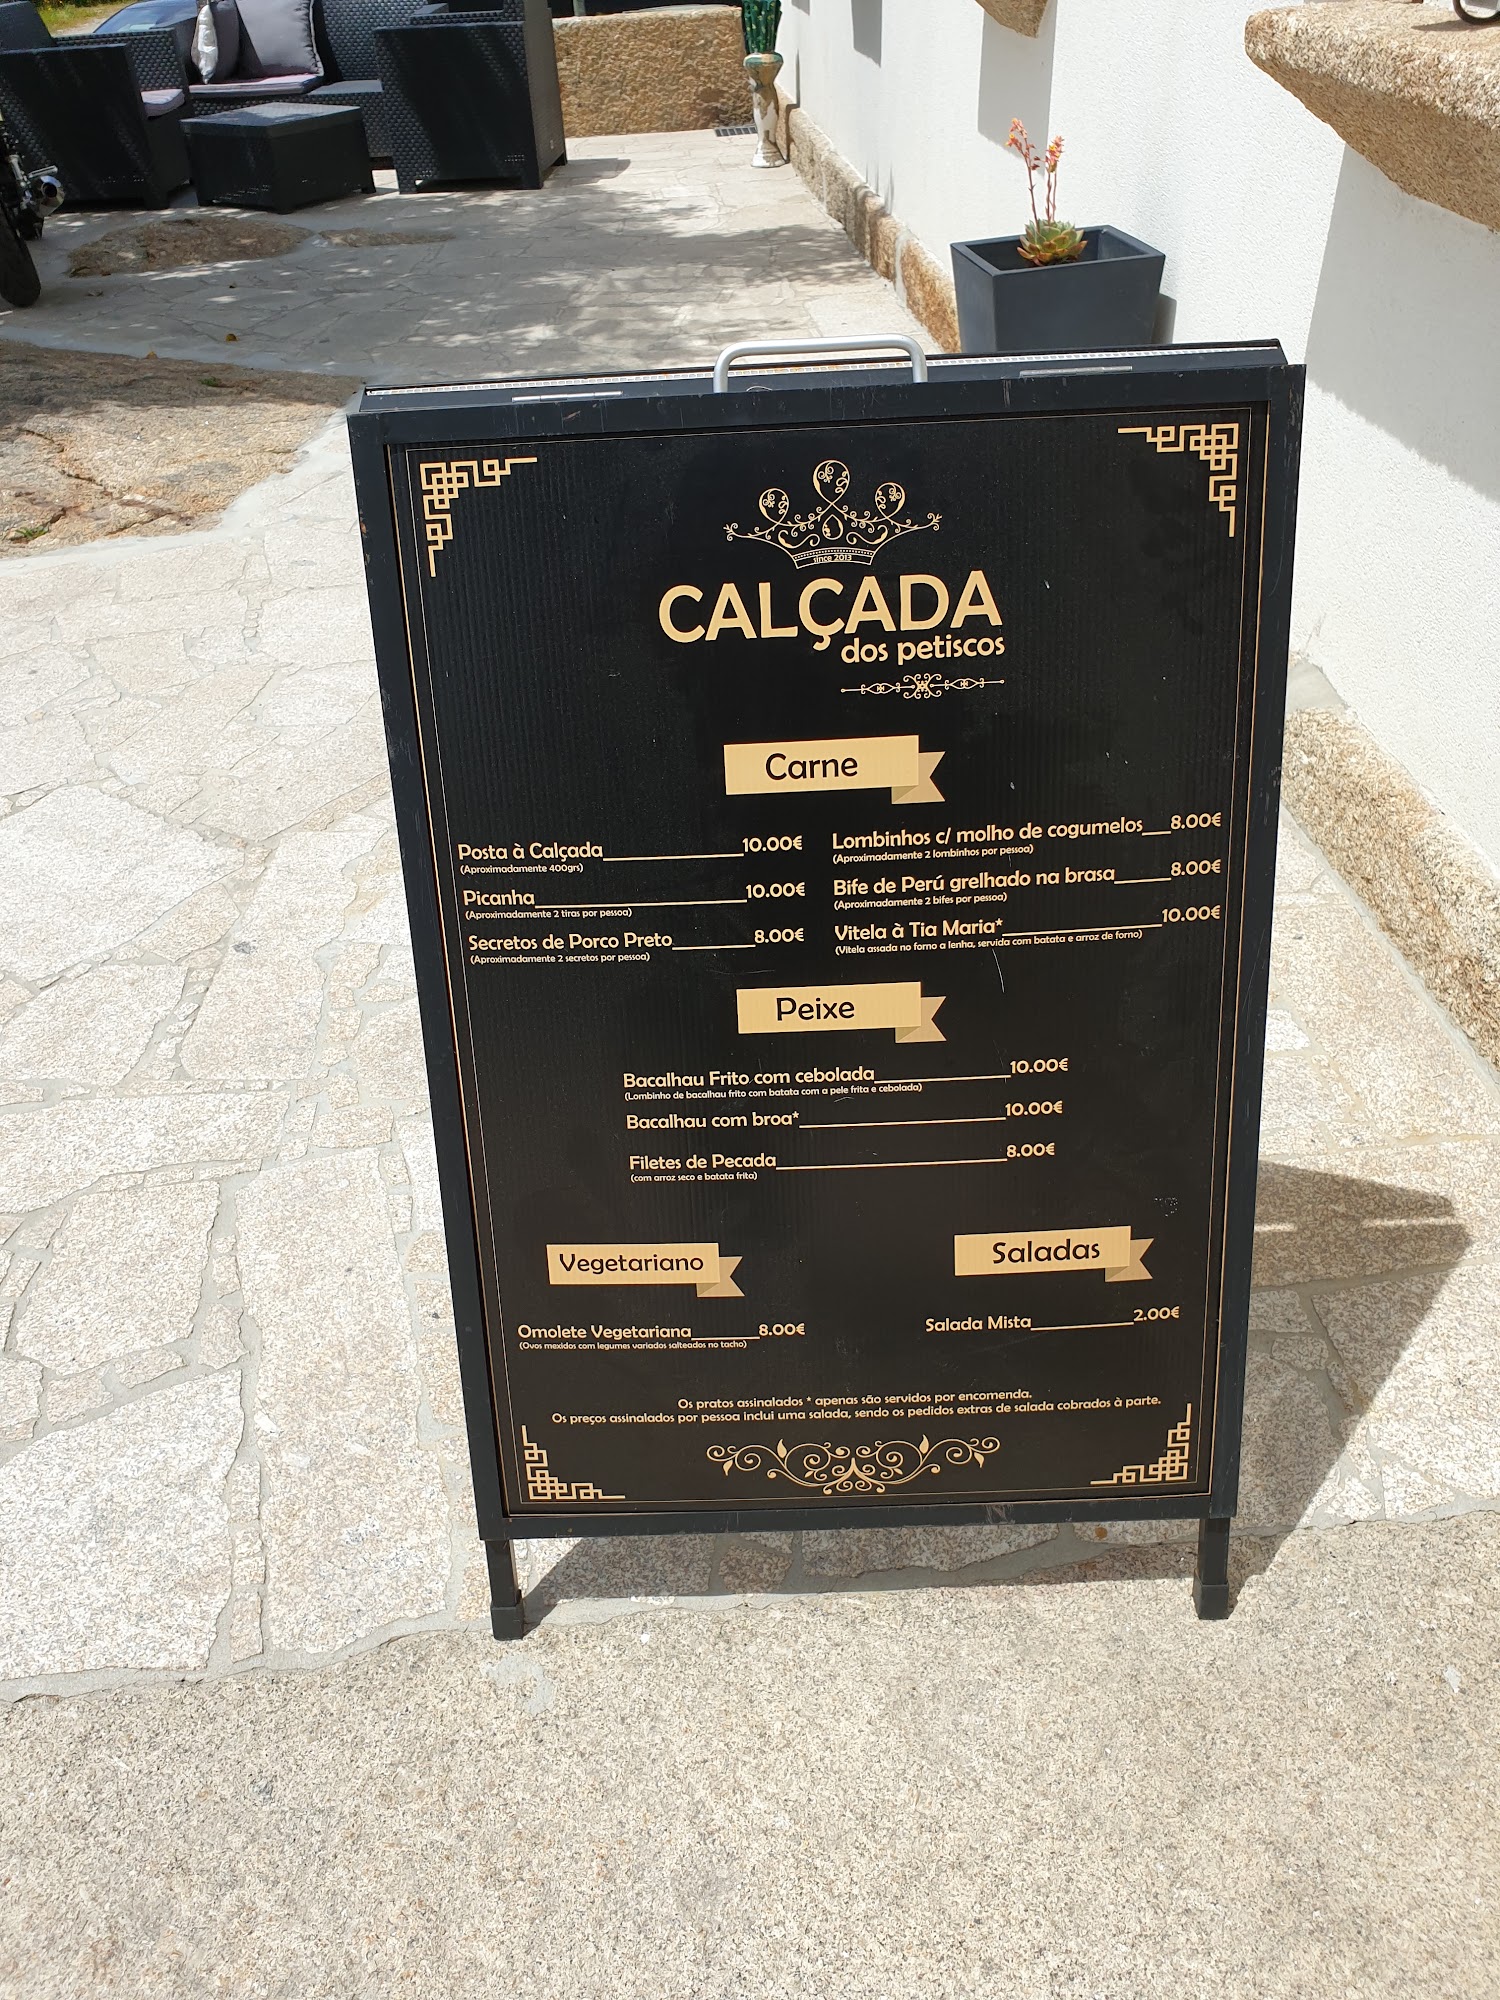 since 2013
CALÇADA
dos petiscos
Carne
Posta à Calçada 10.00€
(Aproximadamente 400grs)
Picanha 10.00€
(Aproximadamente 2 tiras por pessoa)
Secretos de Porco Preto 8.00€
(Aproximadamente 2 secretos por pessoa)
Lombinhos c/ molho de cogumelos 8.00€
(Aproximadamente 2 lombinhos por pessoa)
Bife de Perú grelhado na brasa 8.00€
(Aproximadamente 2 bifes por pessoa)
Vitela à Tia Maria* 10.00€
(Vitela assada no forno a lenha, servida com batata e arroz de forno)
Peixe
Bacalhau Frito com cebolada 10.00€
(Lombinho de bacalhau frito com batata com a pele frita e cebolada)
Bacalhau com broa* 10.00€
Filetes de Pecada 8.00€
(com arroz seco e batata frita)
Vegetariano
Omolete Vegetariana 8.00€
(Ovos mexidos com legumes variados salteados no tacho)
Saladas
Salada Mista 2.00€
Os pratos assinalados * apenas são servidos por encomenda.
Os preços assinalados por pessoa inclui uma salada, sendo os pedidos extras de salada cobrados à parte.